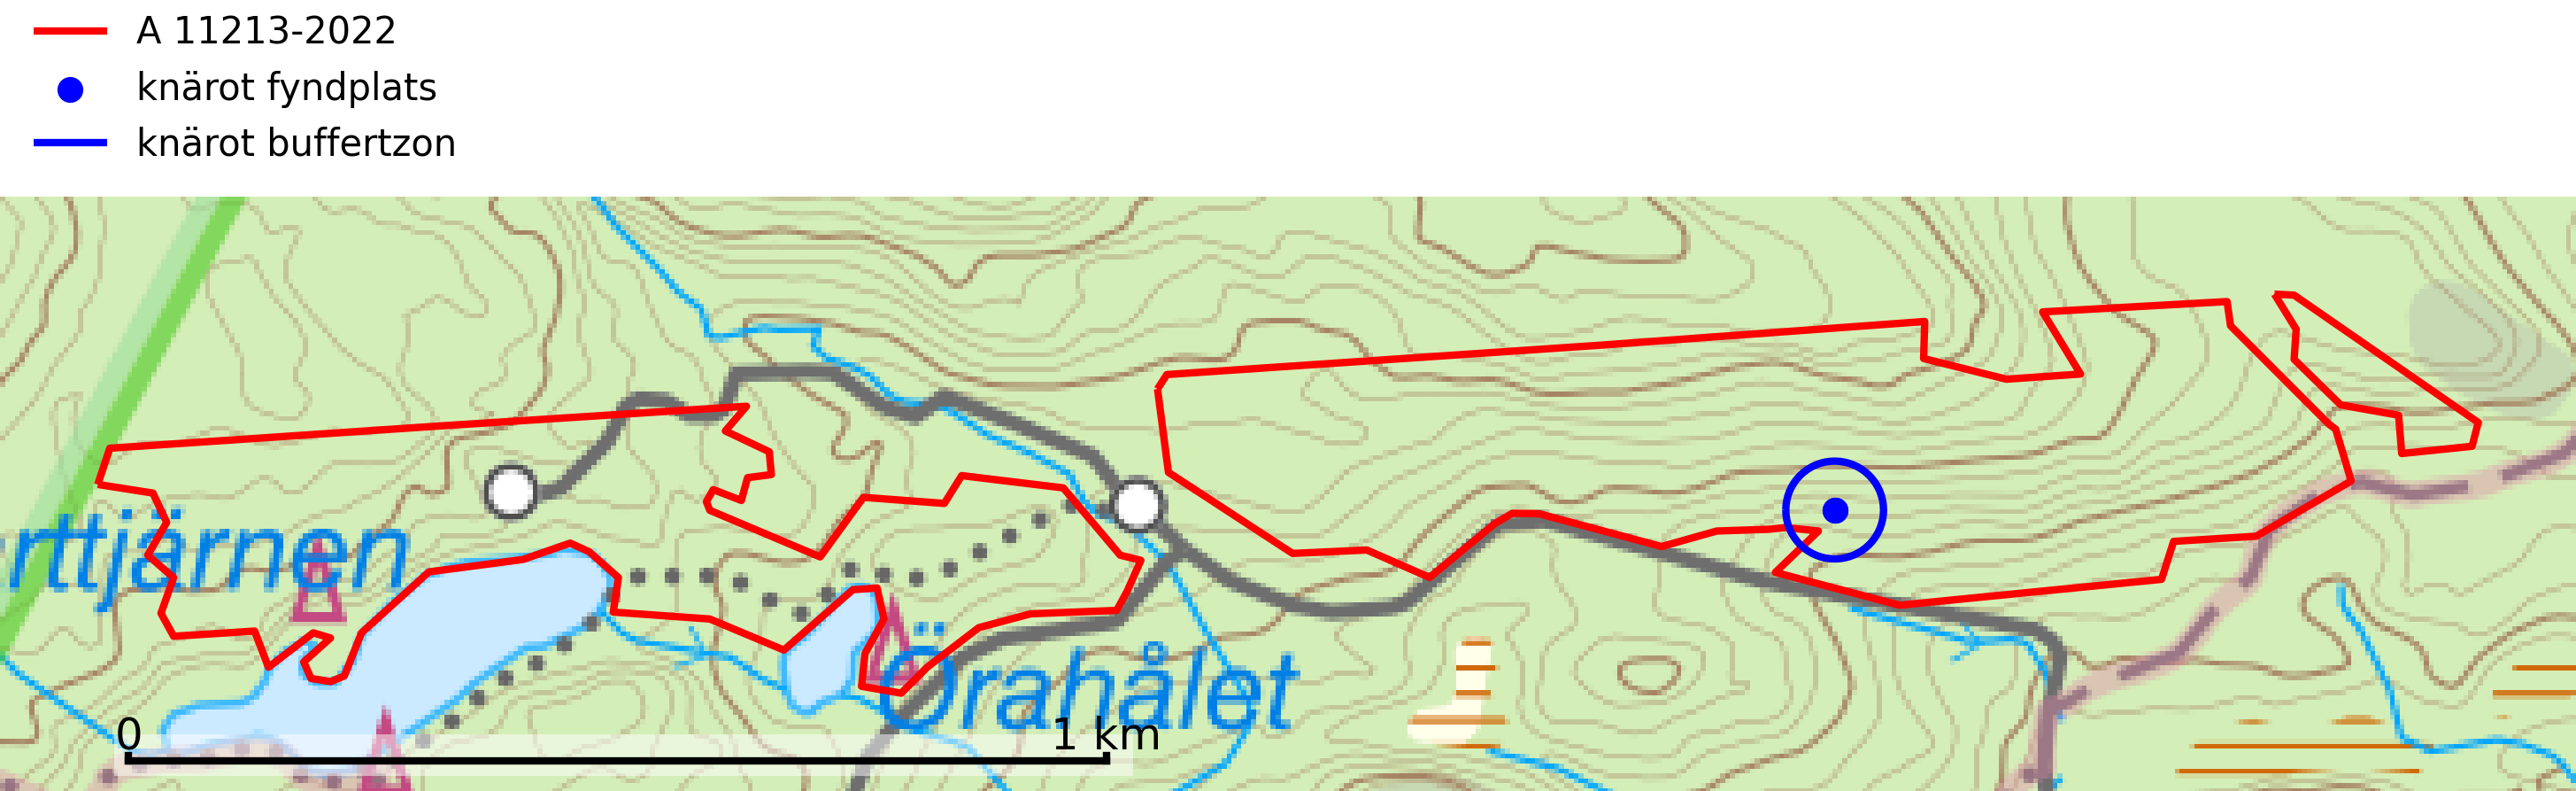 A 11213-2022
knärot fyndplats
knärot buffertzon
rttjärnen
Örahålet
0 1 km